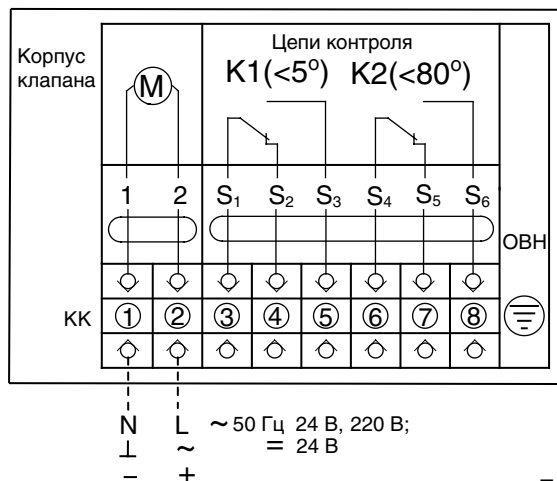 Корпус клапана
M
Цепи контроля
K1(<5°) K2(<80°)
1 2 S₁ S₂ S₃ S₄ S₅ S₆
ОВН
КК ① ② ③ ④ ⑤ ⑥ ⑦ ⑧
N L ~ 50 Гц 24 В, 220 В;
⊥ ~ = 24 В
– +